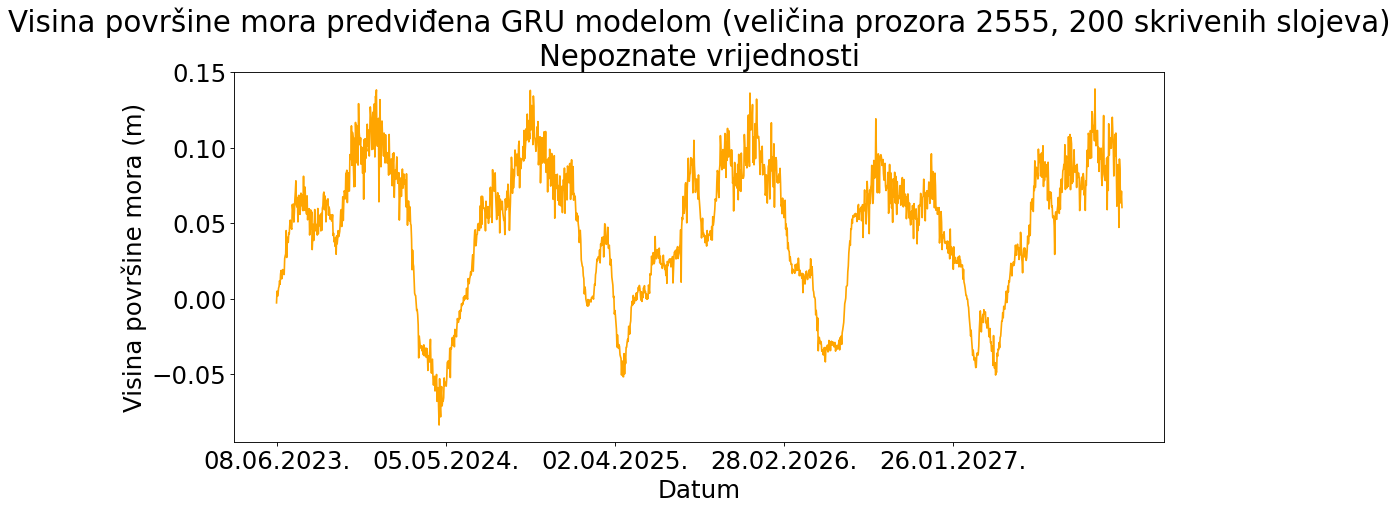 Visina površine mora predviđena GRU modelom (veličina prozora 2555, 200 skrivenih slojeva)
Nepoznate vrijednosti
Visina površine mora (m)
0.15
0.10
0.05
0.00
−0.05
08.06.2023. 05.05.2024. 02.04.2025. 28.02.2026. 26.01.2027.
Datum